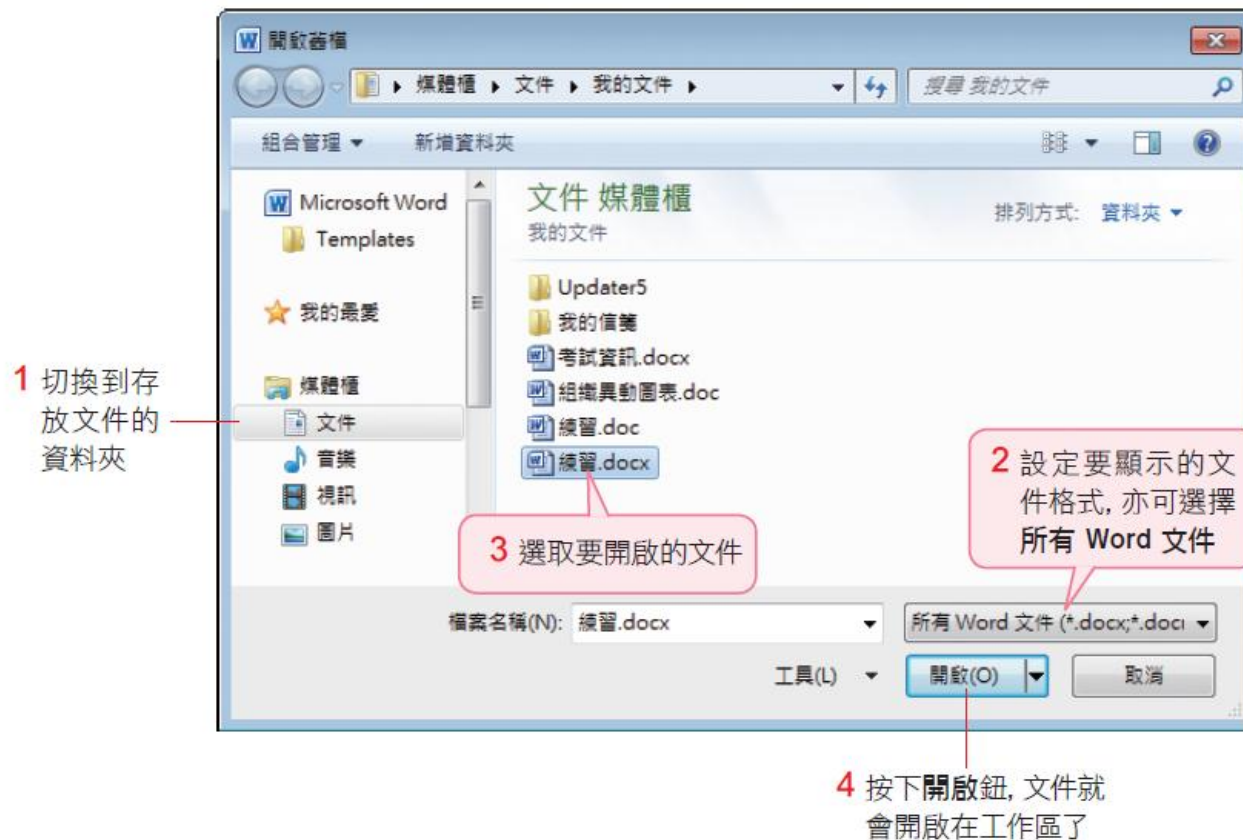 開啟舊檔
媒體櫃 ▸ 文件 ▸ 我的文件 ▸
搜尋 我的文件
組合管理 ▼ 新增資料夾
Microsoft Word
Templates
我的最愛
媒體櫃
文件
音樂
視訊
圖片
文件 媒體櫃
我的文件
排列方式: 資料夾 ▼
Updater5
我的信箋
考試資訊.docx
組織異動圖表.doc
練習.doc
練習.docx
1 切換到存
放文件的
資料夾
2 設定要顯示的文
件格式, 亦可選擇
所有 Word 文件
3 選取要開啟的文件
檔案名稱(N): 練習.docx
所有 Word 文件 (*.docx;*.doc
工具(L) ▼ 開啟(O) 取消
4 按下開啟鈕, 文件就
會開啟在工作區了